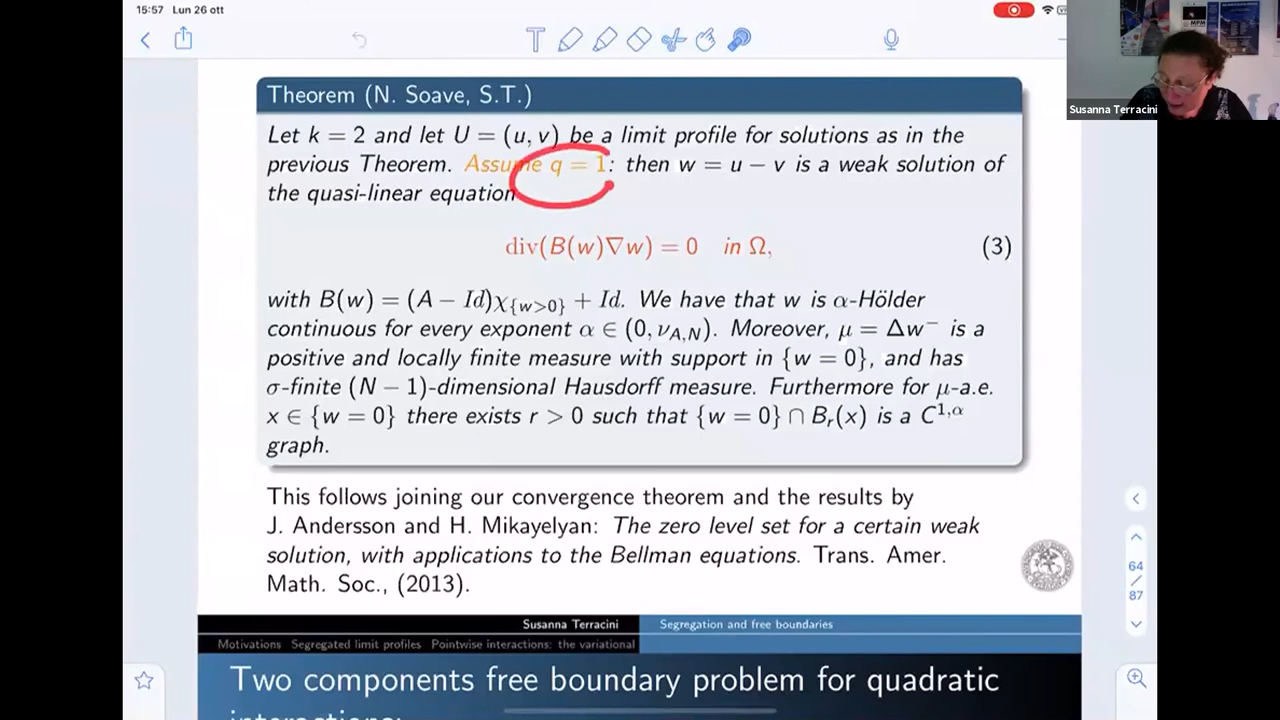 15:57 Lun 26 ott
Susanna Terracini
Theorem (N. Soave, S.T.)
Let k = 2 and let U = (u, v) be a limit profile for solutions as in the
previous Theorem. Assume q = 1: then w = u − v is a weak solution of
the quasi-linear equation
div(B(w)∇w) = 0 in Ω, (3)
with B(w) = (A − Id)χ{w>0} + Id. We have that w is α-Hölder
continuous for every exponent α ∈ (0, νA,N). Moreover, μ = Δw− is a
positive and locally finite measure with support in {w = 0}, and has
σ-finite (N − 1)-dimensional Hausdorff measure. Furthermore for μ-a.e.
x ∈ {w = 0} there exists r > 0 such that {w = 0} ∩ Br(x) is a C1,α
graph.
This follows joining our convergence theorem and the results by
J. Andersson and H. Mikayelyan: The zero level set for a certain weak
solution, with applications to the Bellman equations. Trans. Amer.
Math. Soc., (2013).
64
/
87
Susanna Terracini Segregation and free boundaries
Motivations Segregated limit profiles Pointwise interactions: the variational
Two components free boundary problem for quadratic